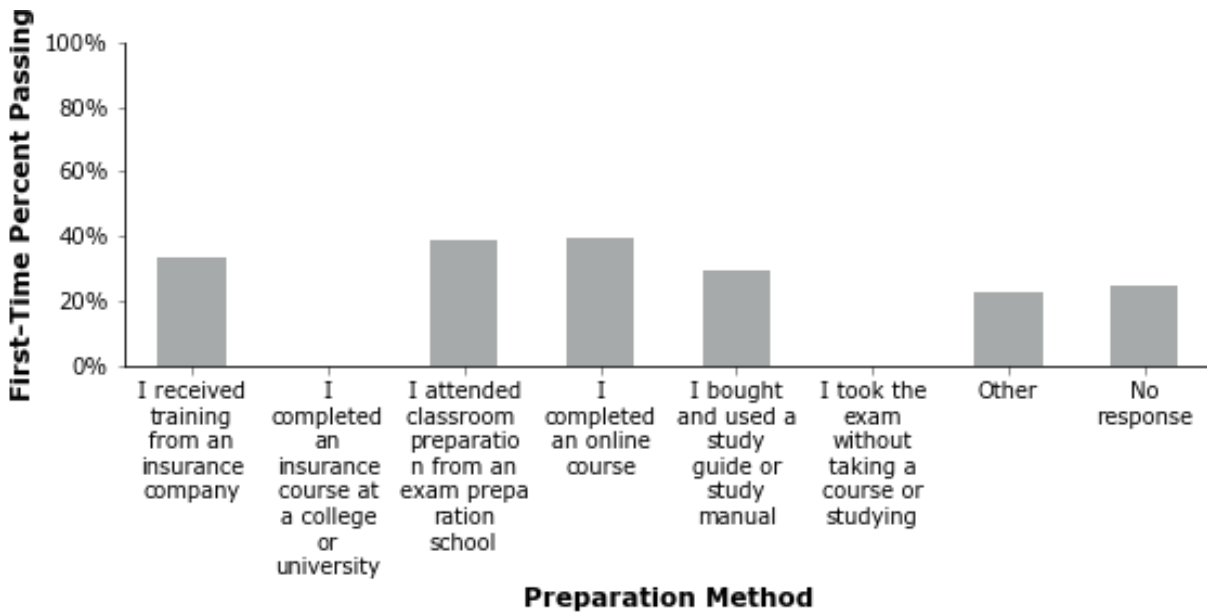 First-Time Percent Passing
100%
80%
60%
40%
20%
0%
I received
training
from an
insurance
company
I
completed
an
insurance
course at
a college
or
university
I attended
classroom
preparatio
n from an
exam prepa
ration
school
I
completed
an online
course
I bought
and used a
study
guide or
study
manual
I took the
exam
without
taking a
course or
studying
Other
No
response
Preparation Method